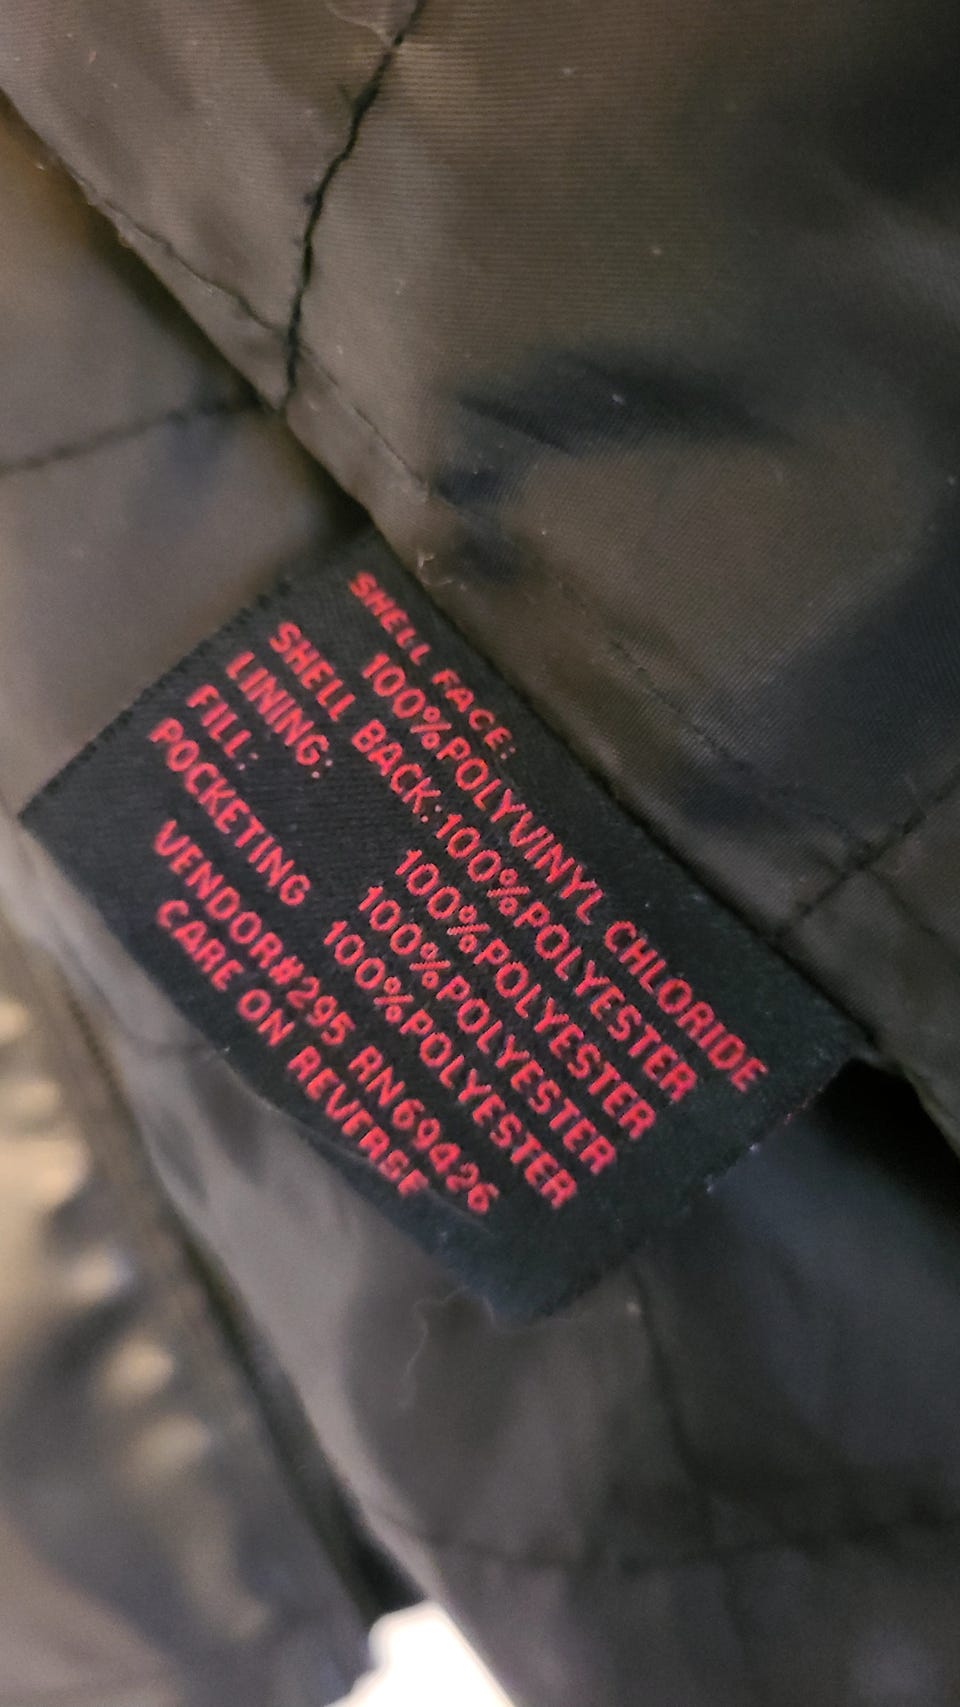 SHELL FACE:
100%POLYVINYL CHLORIDE
SHELL BACK:100%POLYESTER
LINING: 100%POLYESTER
FILL: 100%POLYESTER
POCKETING 100%POLYESTER
VENDOR#295 RN69426
CARE ON REVERSE